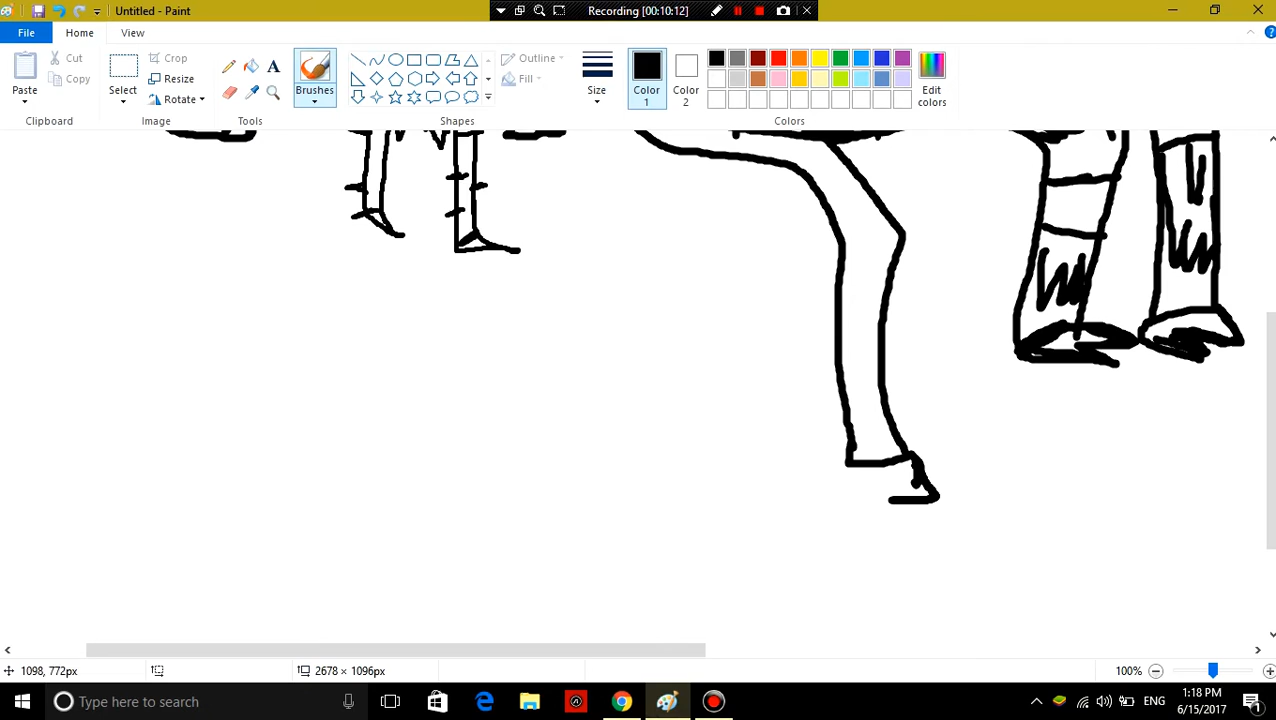 Untitled - Paint
Recording [00:10:12]
File
Home
View
Paste
Cut
Copy
Clipboard
Select
Crop
Resize
Rotate
Image
A
Tools
Brushes
Outline
Fill
Shapes
Size
Color 1
Color 2
Edit colors
Colors
1098, 772px
2678 × 1096px
100%
Type here to search
ENG
1:18 PM
6/15/2017
1